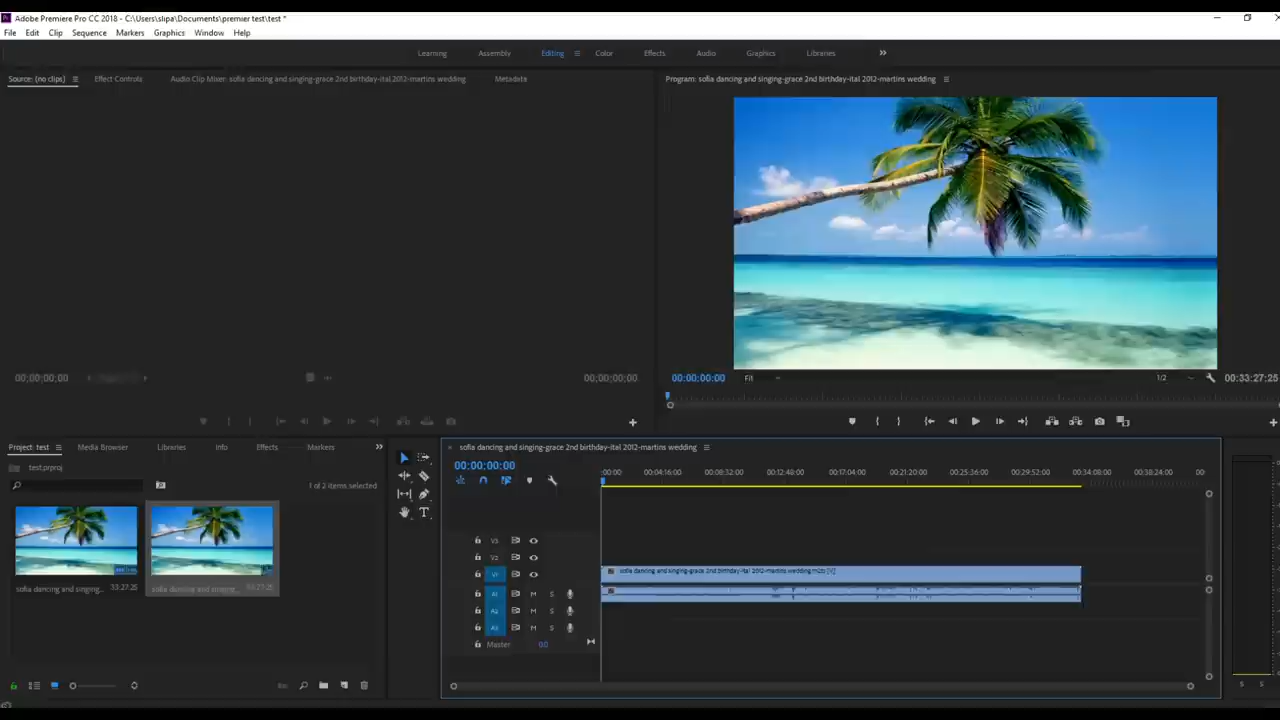 Adobe Premiere Pro CC 2018 - C:\Users\slipa\Documents\premier test\test *
File Edit Clip Sequence Markers Graphics Window Help
Learning Assembly Editing Color Effects Audio Graphics Libraries
Source: (no clips) Effect Controls Audio Clip Mixer: sofia dancing and singing-grace 2nd birthday-ital 2012-martins wedding Metadata
Program: sofia dancing and singing-grace 2nd birthday-ital 2012-martins wedding
00;00;00;00 00;00;00;00
00:00:00:00 Fit 1/2 00:33:27:25
Project: test Media Browser Libraries Info Effects Markers
test.prproj
1 of 2 items selected
sofia dancing and singing... 33:27:25
sofia dancing and singing... 33:27:25
sofia dancing and singing-grace 2nd birthday-ital 2012-martins wedding
00:00:00:00
:00:00 00:04:16:00 00:08:32:00 00:12:48:00 00:17:04:00 00:21:20:00 00:25:36:00 00:29:52:00 00:34:08:00 00:38:24:00 00:
V3
V2
V1 sofia dancing and singing-grace 2nd birthday-ital 2012-martins wedding.m2ts [V]
A1 M S
A2 M S
A3 M S
Master 0.0
S S